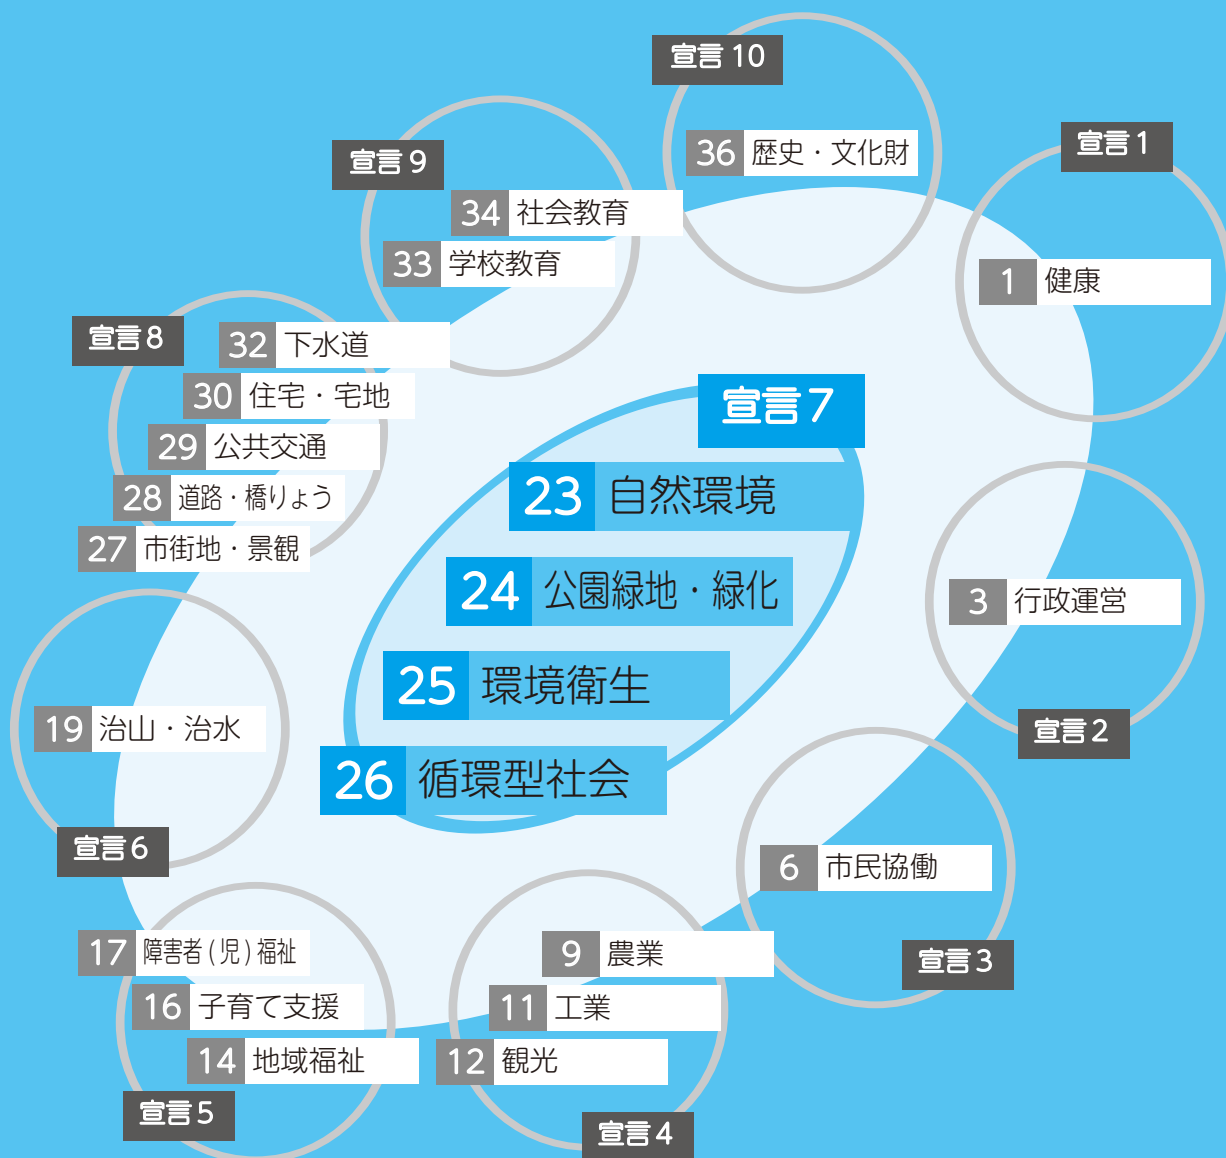 宣言 10
36 歴史・文化財
宣言 1
1 健康
宣言 9
34 社会教育
33 学校教育
宣言 8
32 下水道
30 住宅・宅地
29 公共交通
28 道路・橋りょう
27 市街地・景観
宣言 7
23 自然環境
24 公園緑地・緑化
25 環境衛生
26 循環型社会
3 行政運営
宣言 2
19 治山・治水
宣言 6
6 市民協働
宣言 3
17 障害者(児)福祉
16 子育て支援
14 地域福祉
宣言 5
9 農業
11 工業
12 観光
宣言 4